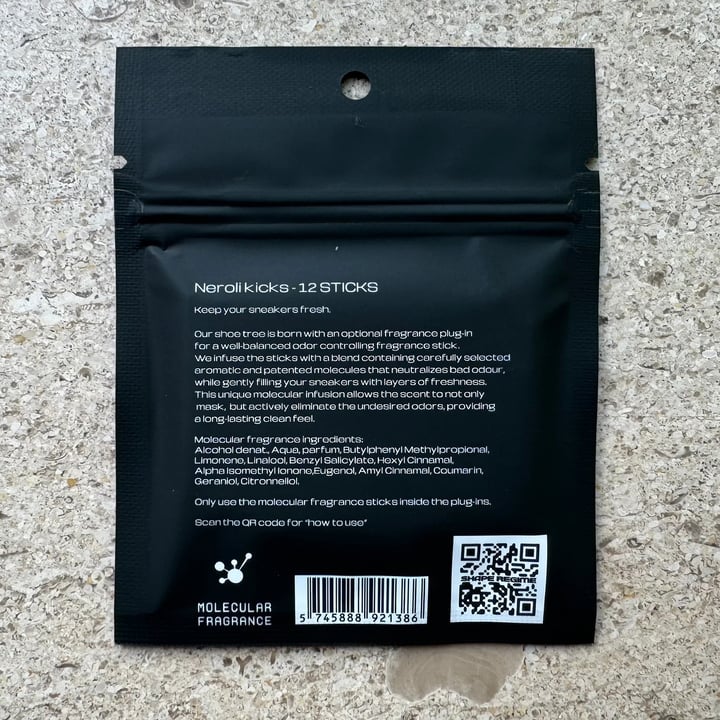 Neroli kicks - 12 STICKS
Keep your sneakers fresh.
Our shoe tree is born with an optional fragrance plug-in
for a well-balanced odor controlling fragrance stick.
We infuse the sticks with a blend containing carefully selected
aromatic and patented molecules that neutralizes bad odour,
while gently filling your sneakers with layers of freshness.
This unique molecular infusion allows the scent to not only
mask, but actively eliminate the undesired odors, providing
a long-lasting clean feel.
Molecular fragrance ingredients:
Alcohol denat., Aqua, parfum, Butylphenyl Methylpropional,
Limonene, Linalool, Benzyl Salicylate, Hexyl Cinnamel,
Alpha Isomethyl Ionone,Eugenol, Amyl Cinnamal, Coumarin,
Geraniol, Citronnellol.
Only use the molecular fragrance sticks inside the plug-ins.
Scan the QR code for "how to use"
SHAPE REGIME
MOLECULAR
FRAGRANCE
5 745888 921386